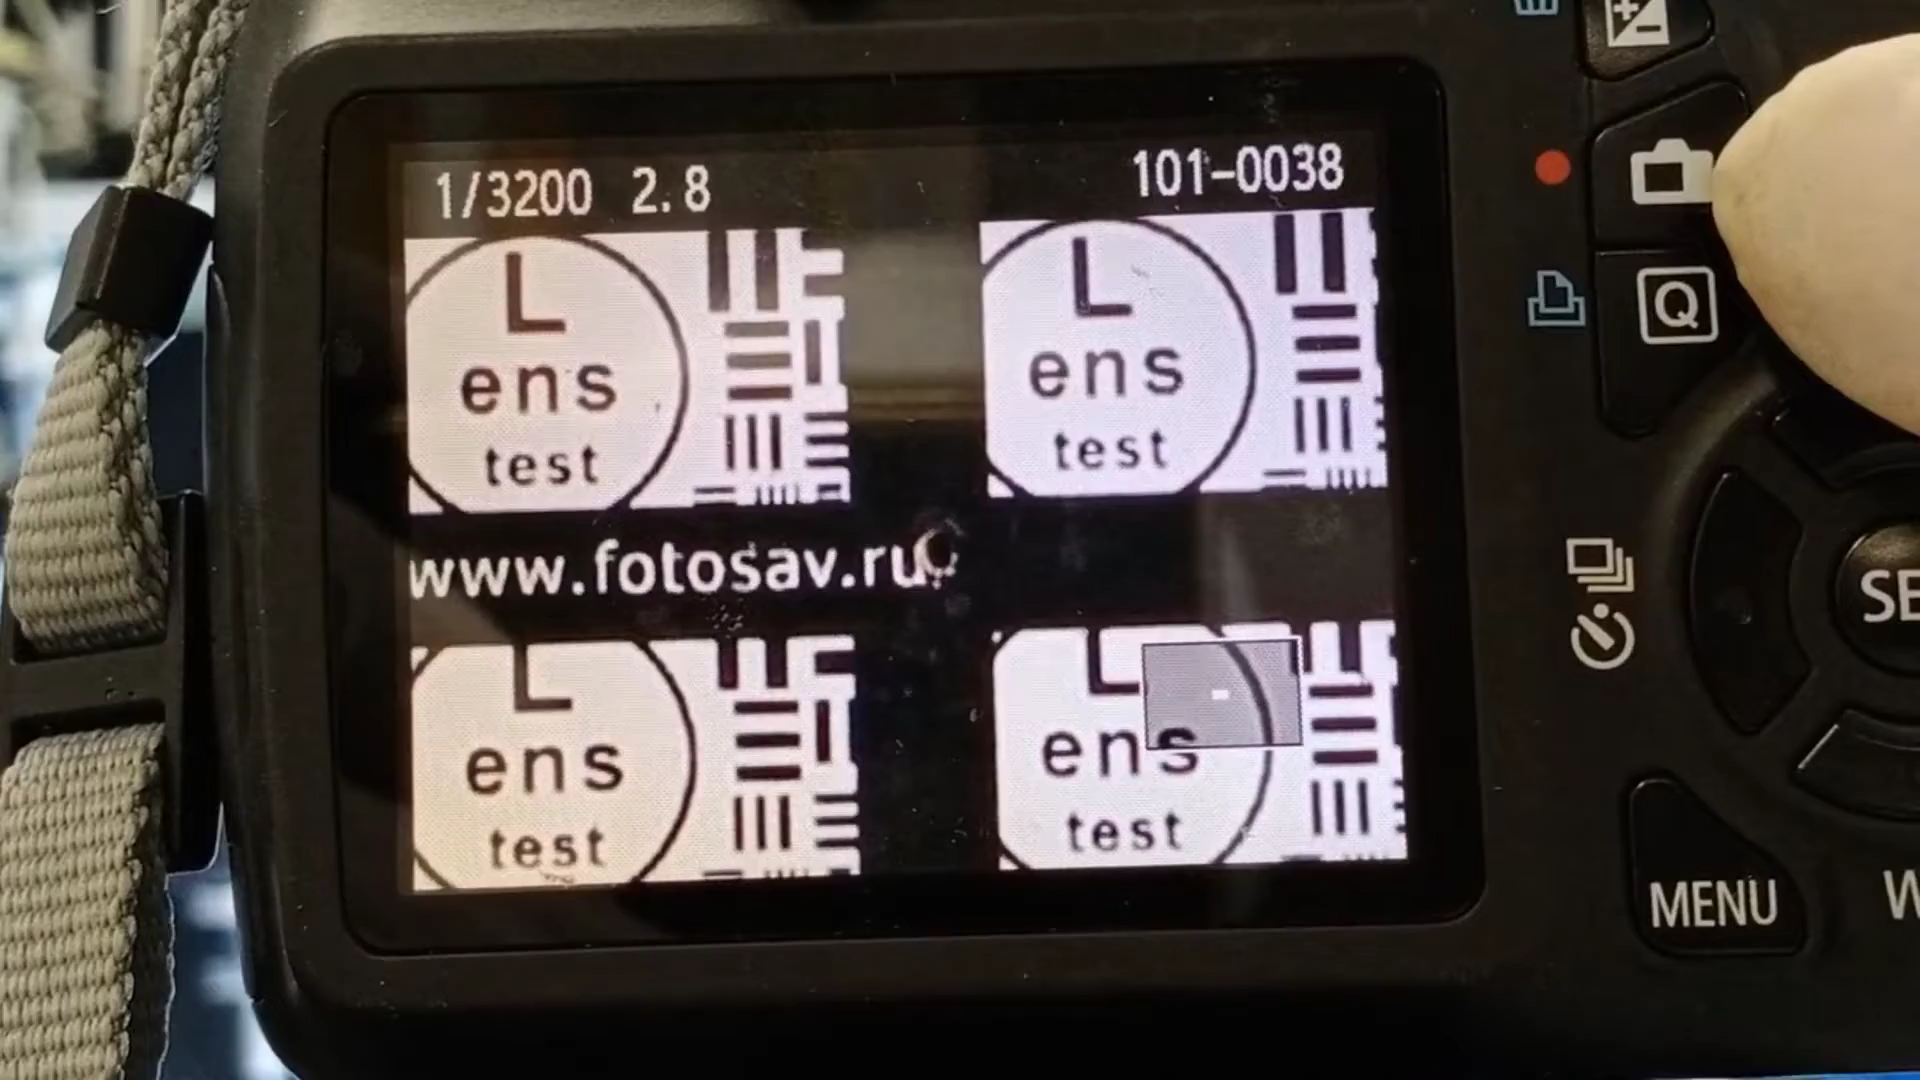 1/3200 2.8 101-0038
L L
ens ens
test test
www.fotosav.ru
L L
ens ens
test test
Q
SE
MENU
W